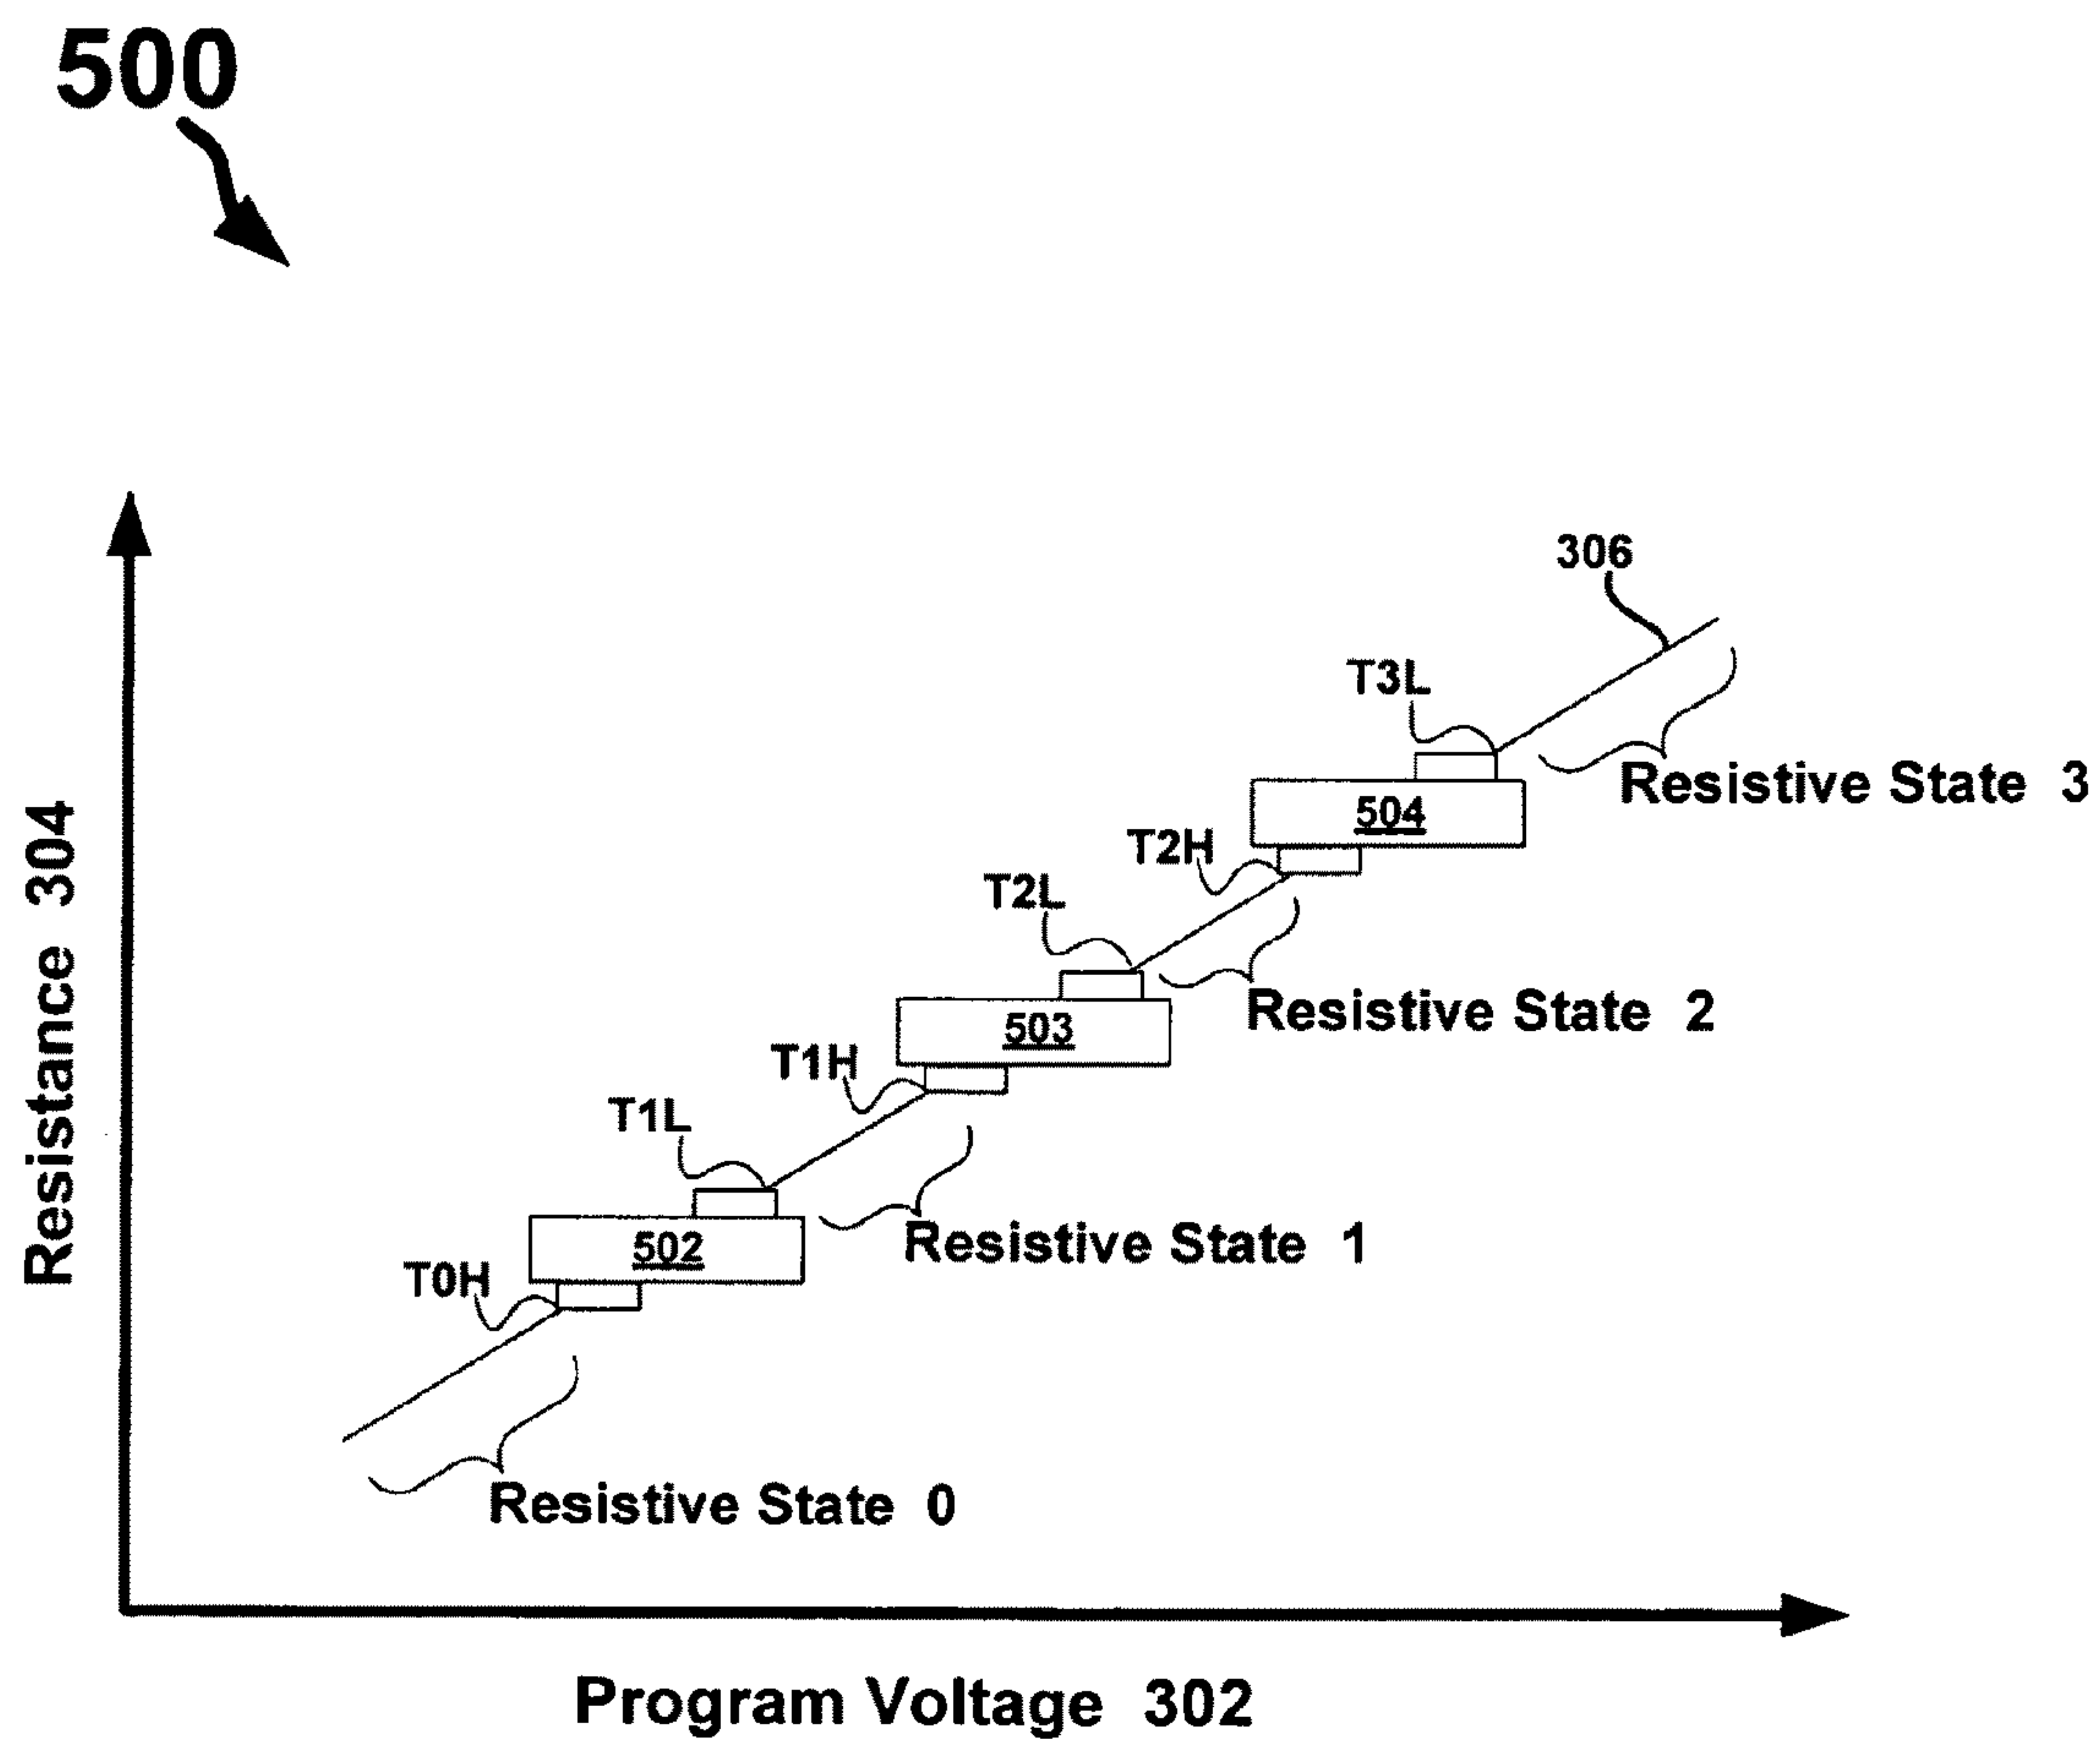 500
306
T3L
Resistive State 3
504
T2H
T2L
Resistive State 2
503
T1H
T1L
Resistive State 1
502
T0H
Resistive State 0
Resistance 304
Program Voltage 302